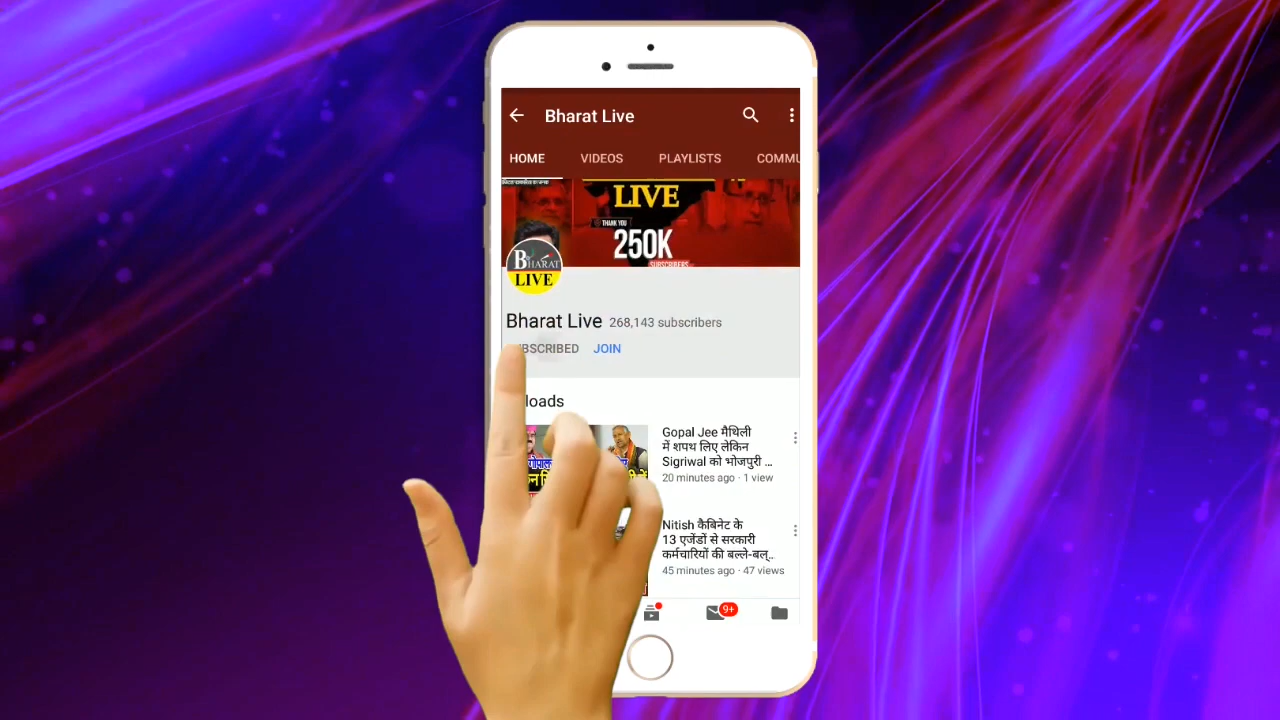 Bharat Live
HOME VIDEOS PLAYLISTS COMMU
LIVE
THANK YOU
250K
SUBSCRIBERS
BHARAT
LIVE
Bharat Live 268,143 subscribers
BSCRIBED JOIN
loads
Gopal Jee मैथिली
में शपथ लिए लेकिन
Sigriwal को भोजपुरी ...
20 minutes ago · 1 view
Nitish कैबिनेट के
13 एजेंडों से सरकारी
कर्मचारियों की बल्ले-बल्..
45 minutes ago · 47 views
9+